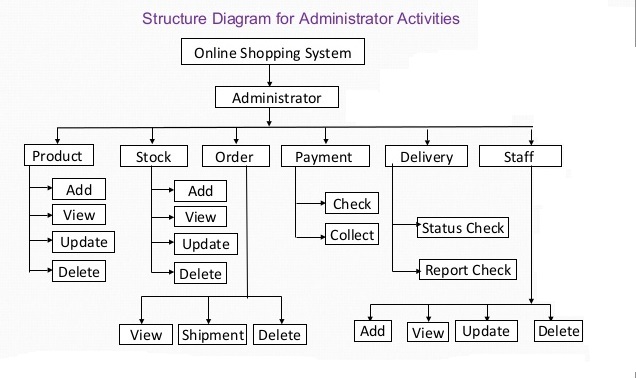 Structure Diagram for Administrator Activities
Online Shopping System
Administrator
Product
Stock
Order
Payment
Delivery
Staff
Add
View
Update
Delete
Add
View
Update
Delete
View
Shipment
Delete
Check
Collect
Status Check
Report Check
Add
View
Update
Delete